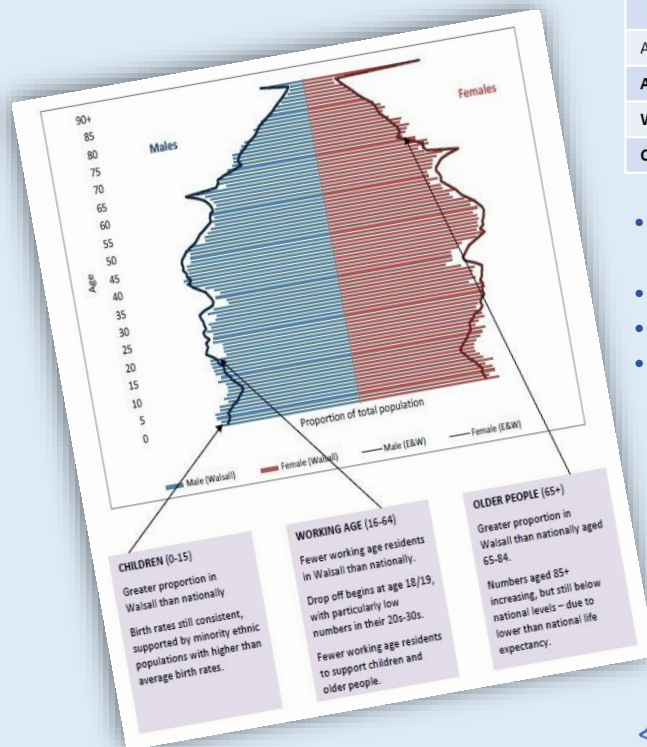 90+
85
80
75
70
65
60
55
50
45
40
35
30
25
20
15
10
5
0
Age
Males
Females
Proportion of total population
Male (Walsall)
Female (Walsall)
Male (E&W)
Female (E&W)
CHILDREN (0-15)
Greater proportion in
Walsall than nationally
Birth rates still consistent,
supported by minority ethnic
populations with higher than
average birth rates.
WORKING AGE (16-64)
Fewer working age residents
in Walsall than nationally.
Drop off begins at age 18/19,
with particularly low
numbers in their 20s-30s.
Fewer working age residents
to support children and
older people.
OLDER PEOPLE (65+)
Greater proportion in
Walsall than nationally aged
65-84.
Numbers aged 85+
increasing, but still below
national levels – due to
lower than national life
expectancy.